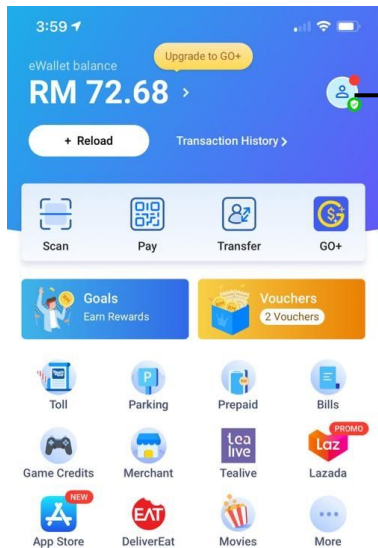 3:59
Upgrade to GO+
eWallet balance
RM 72.68 >
+ Reload
Transaction History >
Scan Pay Transfer GO+
Goals
Earn Rewards
Vouchers
2 Vouchers
P
Toll Parking Prepaid Bills
tea
live
PROMO
Laz
Game Credits Merchant Tealive Lazada
NEW
EAT
App Store DeliverEat Movies More